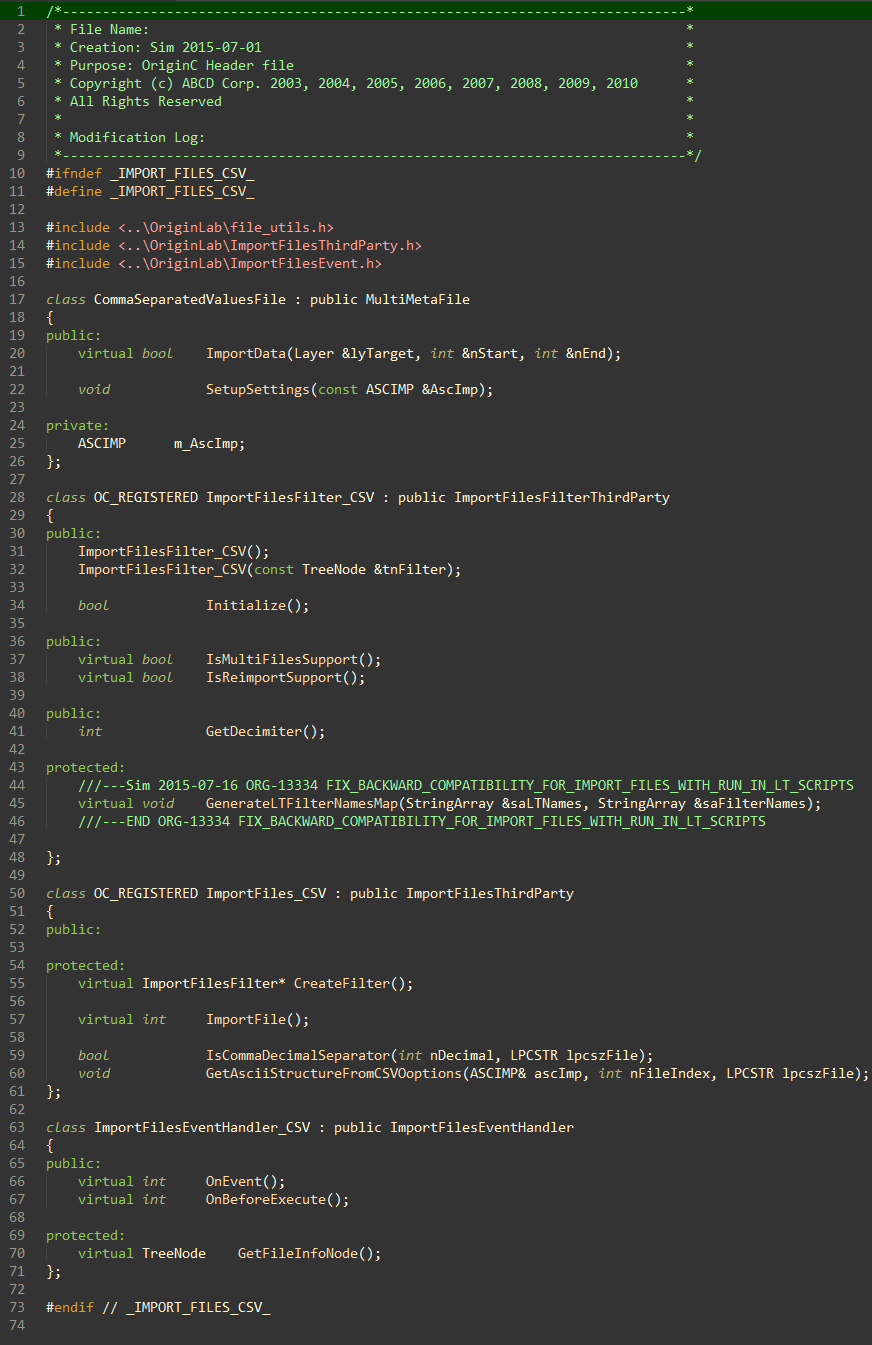 1 /*------------------------------------------------------------------------------*
2 * File Name: *
3 * Creation: Sim 2015-07-01 *
4 * Purpose: OriginC Header file *
5 * Copyright (c) ABCD Corp. 2003, 2004, 2005, 2006, 2007, 2008, 2009, 2010 *
6 * All Rights Reserved *
7 * *
8 * Modification Log: *
9 *------------------------------------------------------------------------------*/
10 #ifndef _IMPORT_FILES_CSV_
11 #define _IMPORT_FILES_CSV_
12
13 #include <..\OriginLab\file_utils.h>
14 #include <..\OriginLab\ImportFilesThirdParty.h>
15 #include <..\OriginLab\ImportFilesEvent.h>
16
17 class CommaSeparatedValuesFile : public MultiMetaFile
18 {
19 public:
20 virtual bool ImportData(Layer &lyTarget, int &nStart, int &nEnd);
21
22 void SetupSettings(const ASCIMP &AscImp);
23
24 private:
25 ASCIMP m_AscImp;
26 };
27
28 class OC_REGISTERED ImportFilesFilter_CSV : public ImportFilesFilterThirdParty
29 {
30 public:
31 ImportFilesFilter_CSV();
32 ImportFilesFilter_CSV(const TreeNode &tnFilter);
33
34 bool Initialize();
35
36 public:
37 virtual bool IsMultiFilesSupport();
38 virtual bool IsReimportSupport();
39
40 public:
41 int GetDecimiter();
42
43 protected:
44 ///---Sim 2015-07-16 ORG-13334 FIX_BACKWARD_COMPATIBILITY_FOR_IMPORT_FILES_WITH_RUN_IN_LT_SCRIPTS
45 virtual void GenerateLTFilterNamesMap(StringArray &saLTNames, StringArray &saFilterNames);
46 ///---END ORG-13334 FIX_BACKWARD_COMPATIBILITY_FOR_IMPORT_FILES_WITH_RUN_IN_LT_SCRIPTS
47
48 };
49
50 class OC_REGISTERED ImportFiles_CSV : public ImportFilesThirdParty
51 {
52 public:
53
54 protected:
55 virtual ImportFilesFilter* CreateFilter();
56
57 virtual int ImportFile();
58
59 bool IsCommaDecimalSeparator(int nDecimal, LPCSTR lpcszFile);
60 void GetAsciiStructureFromCSVOoptions(ASCIMP& ascImp, int nFileIndex, LPCSTR lpcszFile);
61 };
62
63 class ImportFilesEventHandler_CSV : public ImportFilesEventHandler
64 {
65 public:
66 virtual int OnEvent();
67 virtual int OnBeforeExecute();
68
69 protected:
70 virtual TreeNode GetFileInfoNode();
71 };
72
73 #endif // _IMPORT_FILES_CSV_
74